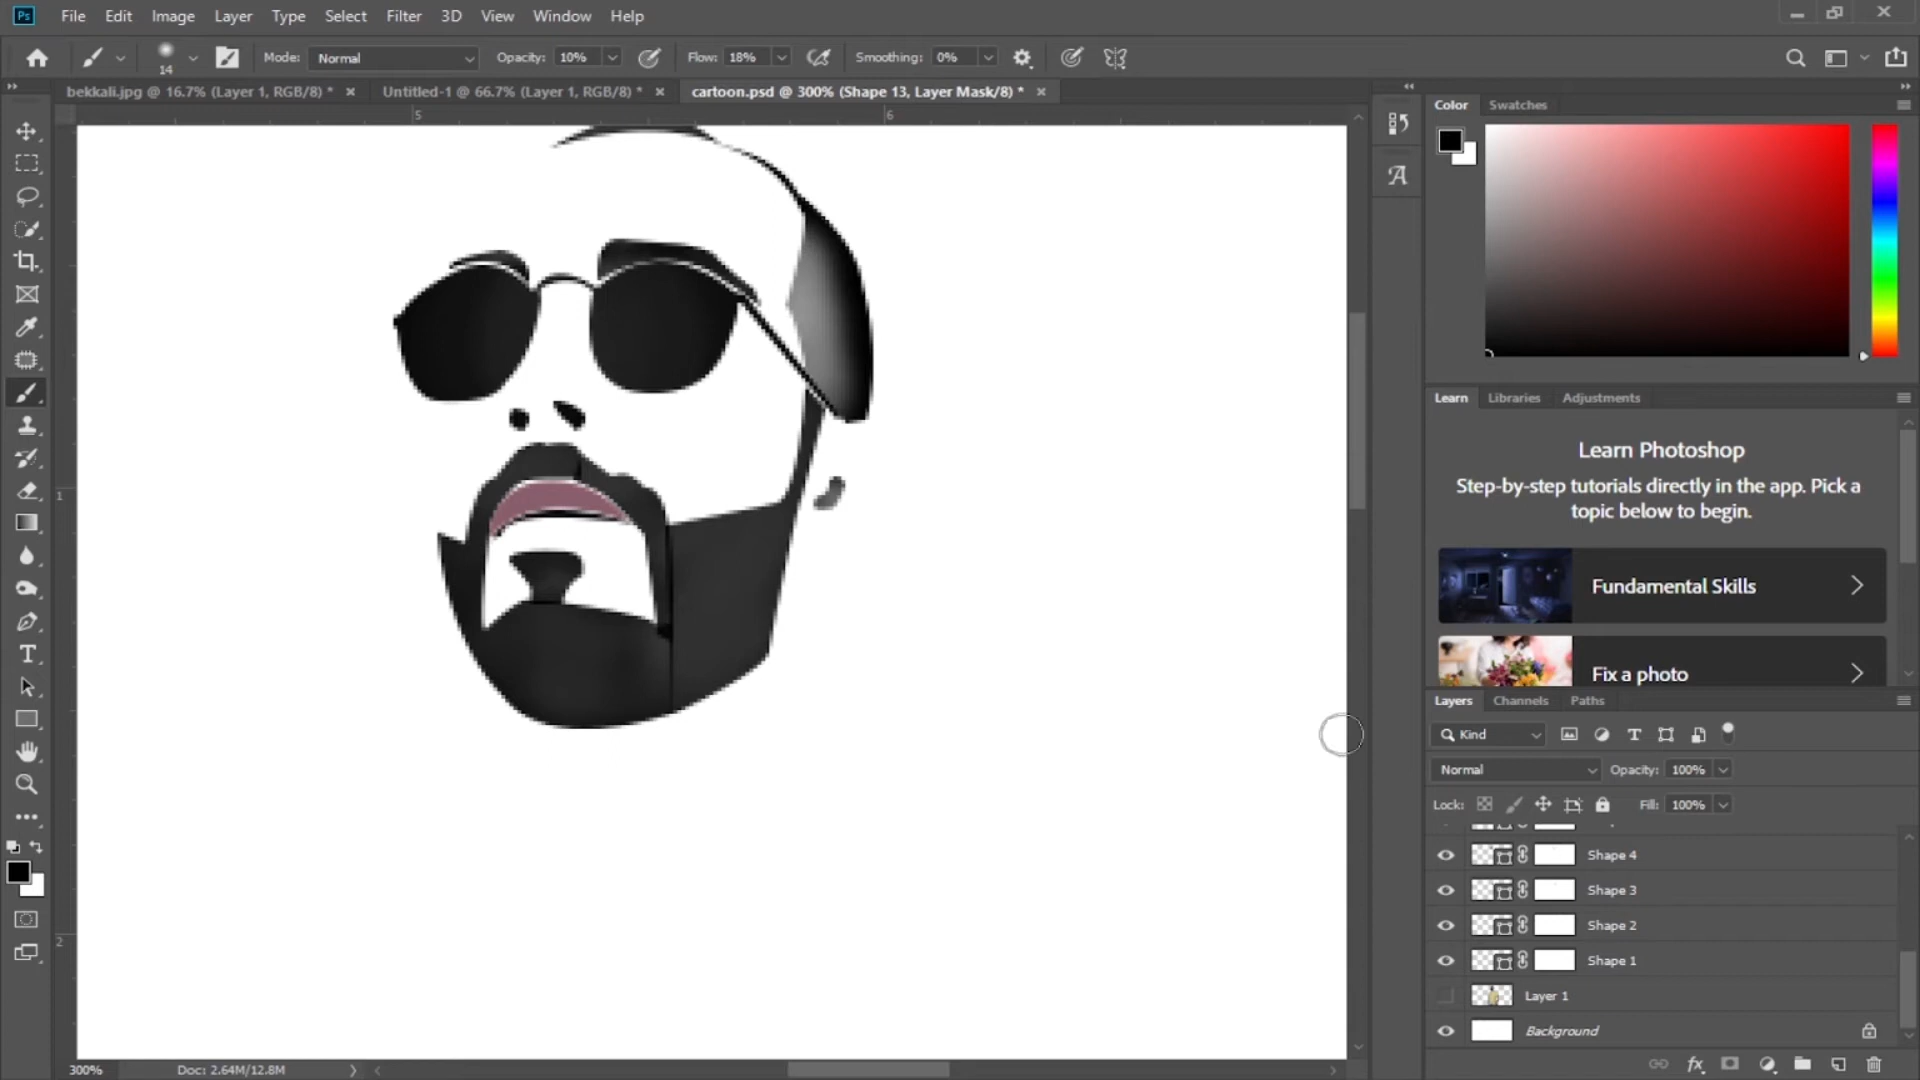 Ps File Edit Image Layer Type Select Filter 3D View Window Help
14 Mode: Normal Opacity: 10% Flow: 18% Smoothing: 0%
bekkali.jpg @ 16.7% (Layer 1, RGB/8) * Untitled-1 @ 66.7% (Layer 1, RGB/8) * cartoon.psd @ 300% (Shape 13, Layer Mask/8) *
5 6
1
2
Color Swatches
Learn Libraries Adjustments
Learn Photoshop
Step-by-step tutorials directly in the app. Pick a
topic below to begin.
Fundamental Skills
Fix a photo
Layers Channels Paths
Kind
Normal Opacity: 100%
Lock: Fill: 100%
Shape 4
Shape 3
Shape 2
Shape 1
Layer 1
Background
300% Doc: 2.64M/12.8M